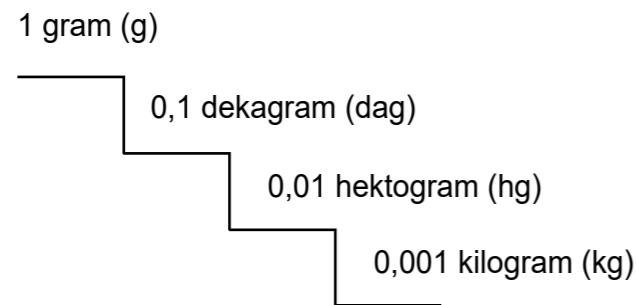 1 gram (g)
0,1 dekagram (dag)
0,01 hektogram (hg)
0,001 kilogram (kg)